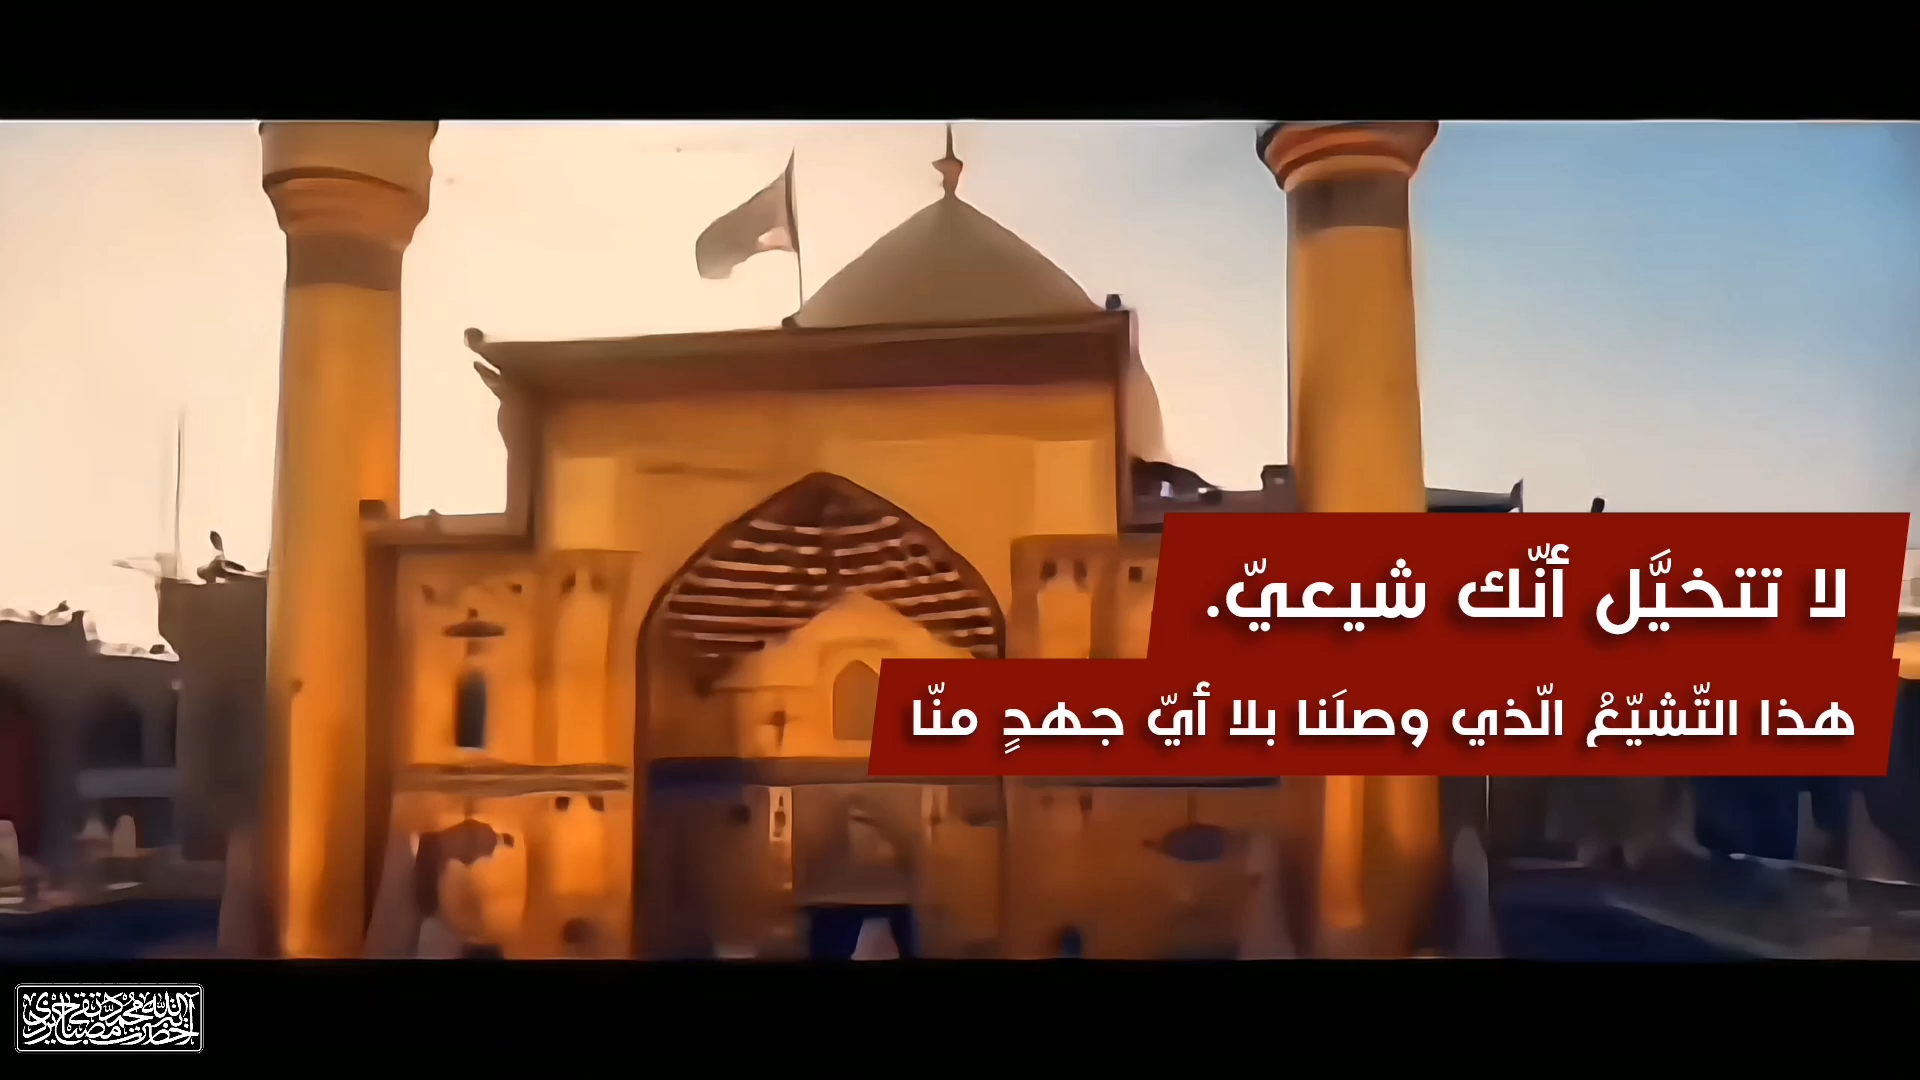 لا تتخيَّل أنّك شيعيّ.
هذا التّشيّعُ الّذي وصلَنا بلا أيّ جهدٍ منّا